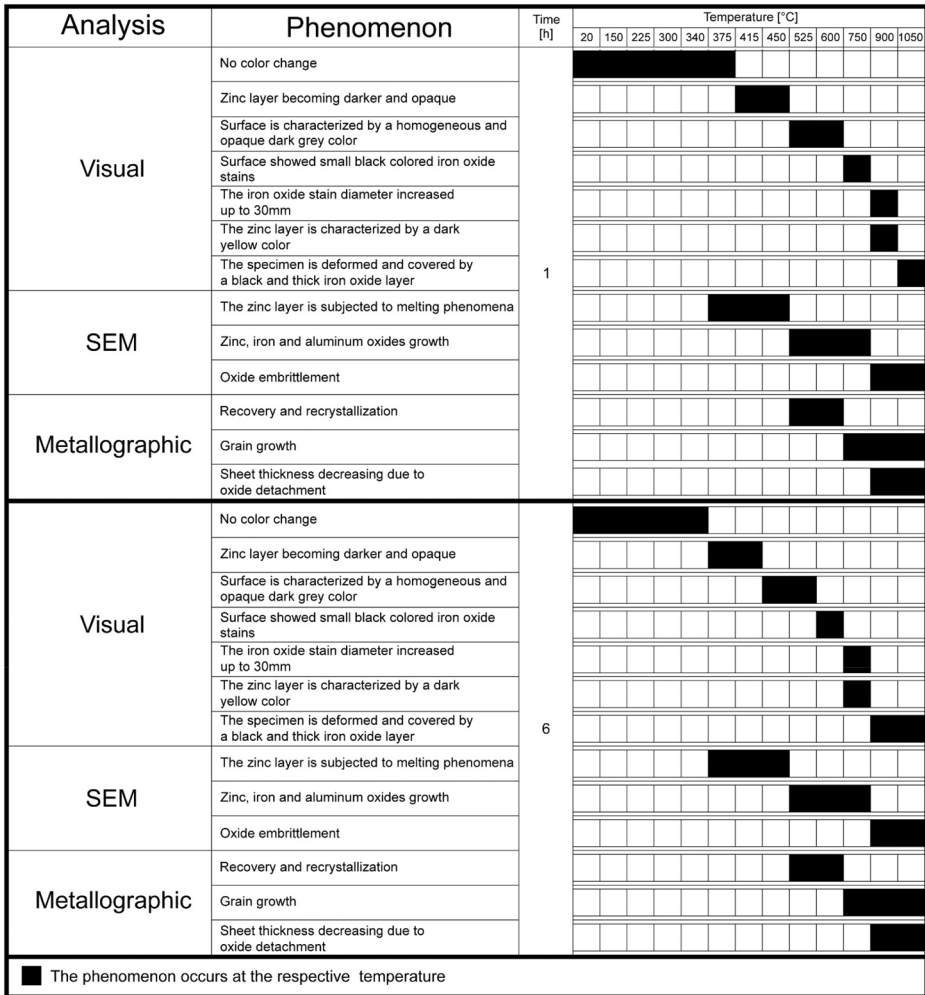 Analysis
Phenomenon
Time
[h]
Temperature [°C]
20 150 225 300 340 375 415 450 525 600 750 900 1050
Visual
No color change
Zinc layer becoming darker and opaque
Surface is characterized by a homogeneous and
opaque dark grey color
Surface showed small black colored iron oxide
stains
The iron oxide stain diameter increased
up to 30mm
The zinc layer is characterized by a dark
yellow color
The specimen is deformed and covered by
a black and thick iron oxide layer
1
SEM
The zinc layer is subjected to melting phenomena
Zinc, iron and aluminum oxides growth
Oxide embrittlement
Metallographic
Recovery and recrystallization
Grain growth
Sheet thickness decreasing due to
oxide detachment
Visual
No color change
Zinc layer becoming darker and opaque
Surface is characterized by a homogeneous and
opaque dark grey color
Surface showed small black colored iron oxide
stains
The iron oxide stain diameter increased
up to 30mm
The zinc layer is characterized by a dark
yellow color
The specimen is deformed and covered by
a black and thick iron oxide layer
6
SEM
The zinc layer is subjected to melting phenomena
Zinc, iron and aluminum oxides growth
Oxide embrittlement
Metallographic
Recovery and recrystallization
Grain growth
Sheet thickness decreasing due to
oxide detachment
The phenomenon occurs at the respective temperature